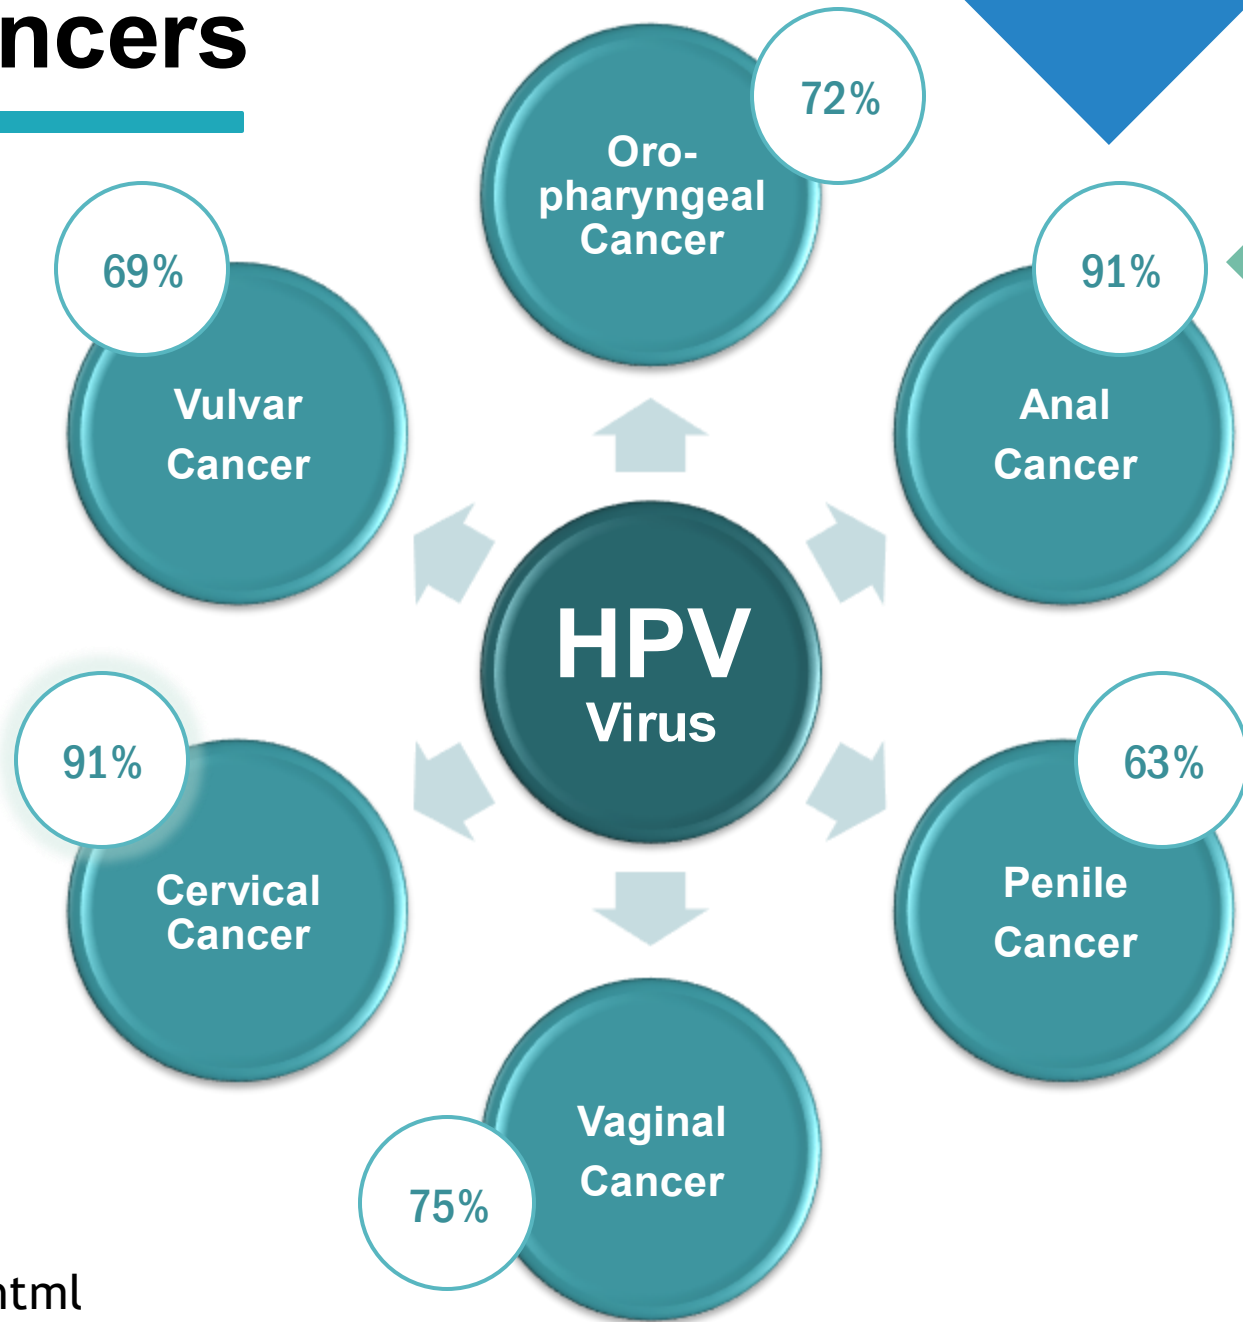 ncers
72%
Oro-
pharyngeal
Cancer
69%
Vulvar
Cancer
91%
Anal
Cancer
HPV
Virus
91%
Cervical
Cancer
63%
Penile
Cancer
75%
Vaginal
Cancer
html